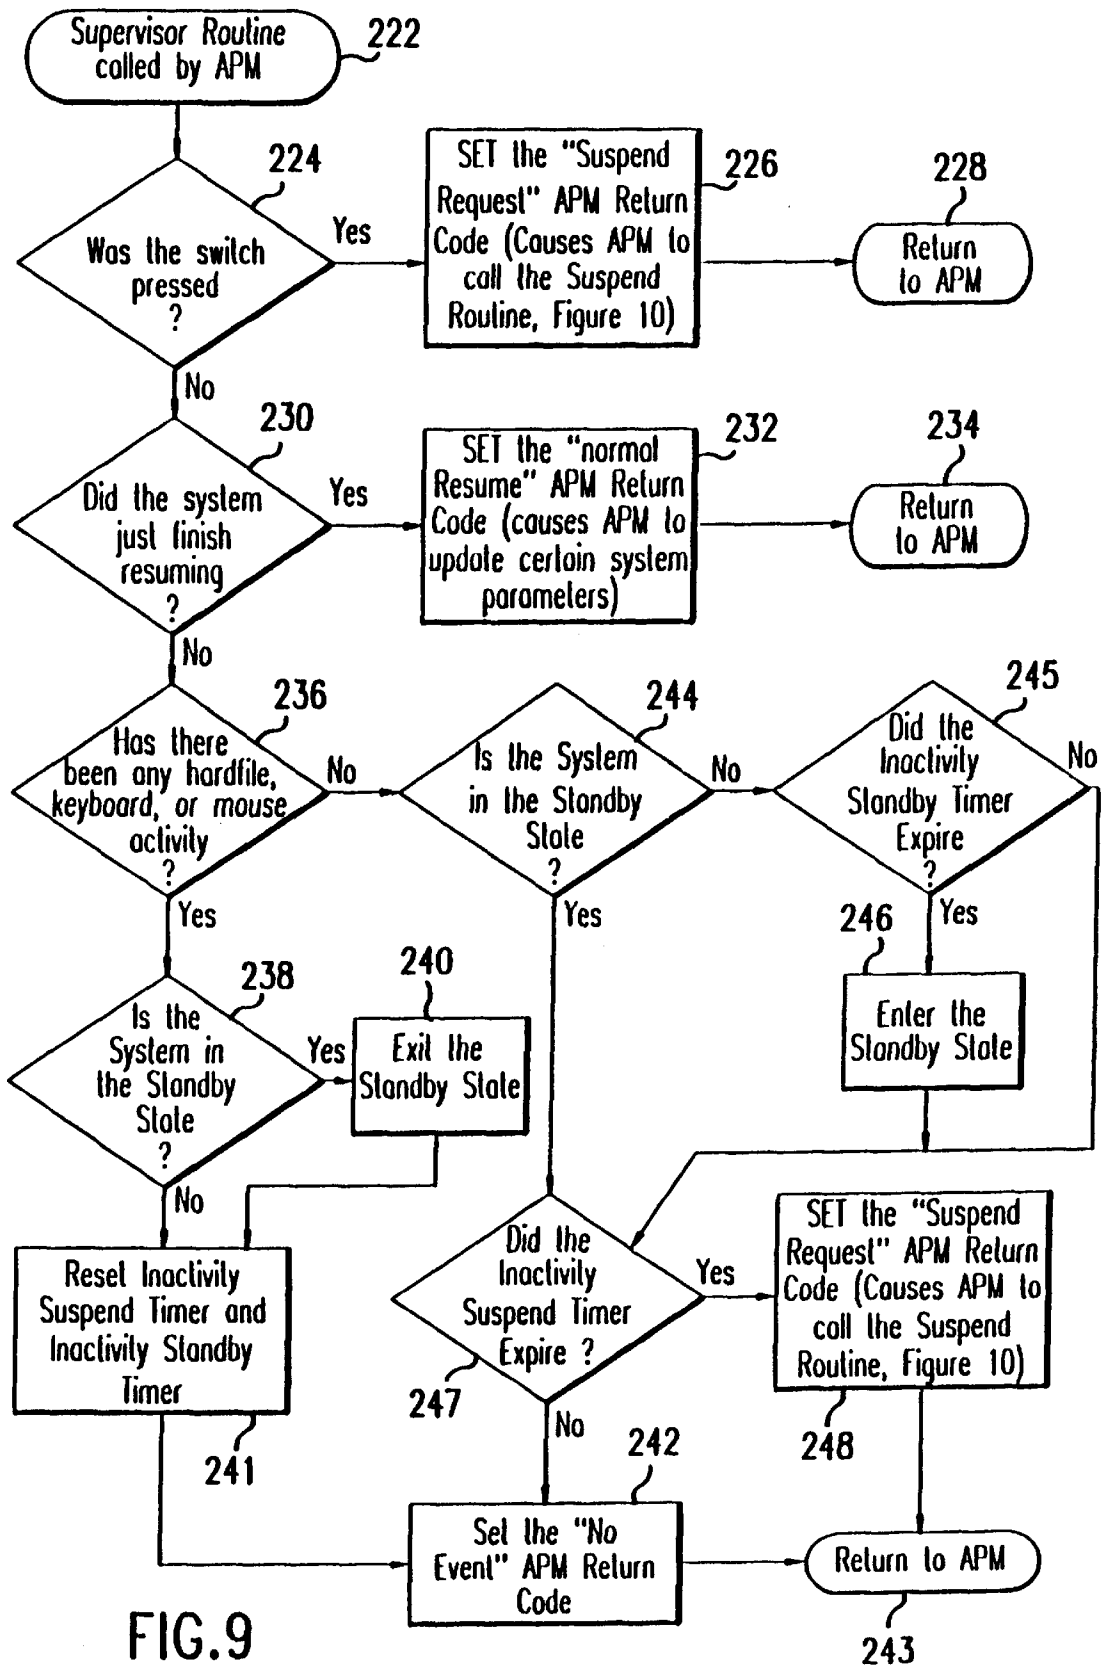 Supervisor Routine
called by APM
222
224
Was the switch
pressed
?
Yes
No
SET the "Suspend
Request" APM Return
Code (Causes APM to
call the Suspend
Routine, Figure 10)
226
228
Return
to APM
230
Did the system
just finish
resuming
?
Yes
No
SET the "normal
Resume" APM Return
Code (causes APM to
update certain system
parameters)
232
234
Return
to APM
236
Has there
been any hardfile,
keyboard, or mouse
activity
?
No
Yes
244
Is the System
in the Standby
State
?
No
Yes
245
Did the
Inactivity
Standby Timer
Expire
?
No
Yes
246
Enter the
Standby State
238
Is the
System in
the Standby
State
?
Yes
No
240
Exit the
Standby State
Reset Inactivity
Suspend Timer and
Inactivity Standby
Timer
241
Did the
Inactivity
Suspend Timer
Expire ?
247
Yes
No
SET the "Suspend
Request" APM Return
Code (Causes APM to
call the Suspend
Routine, Figure 10)
248
242
Set the "No
Event" APM Return
Code
Return to APM
243
FIG.9